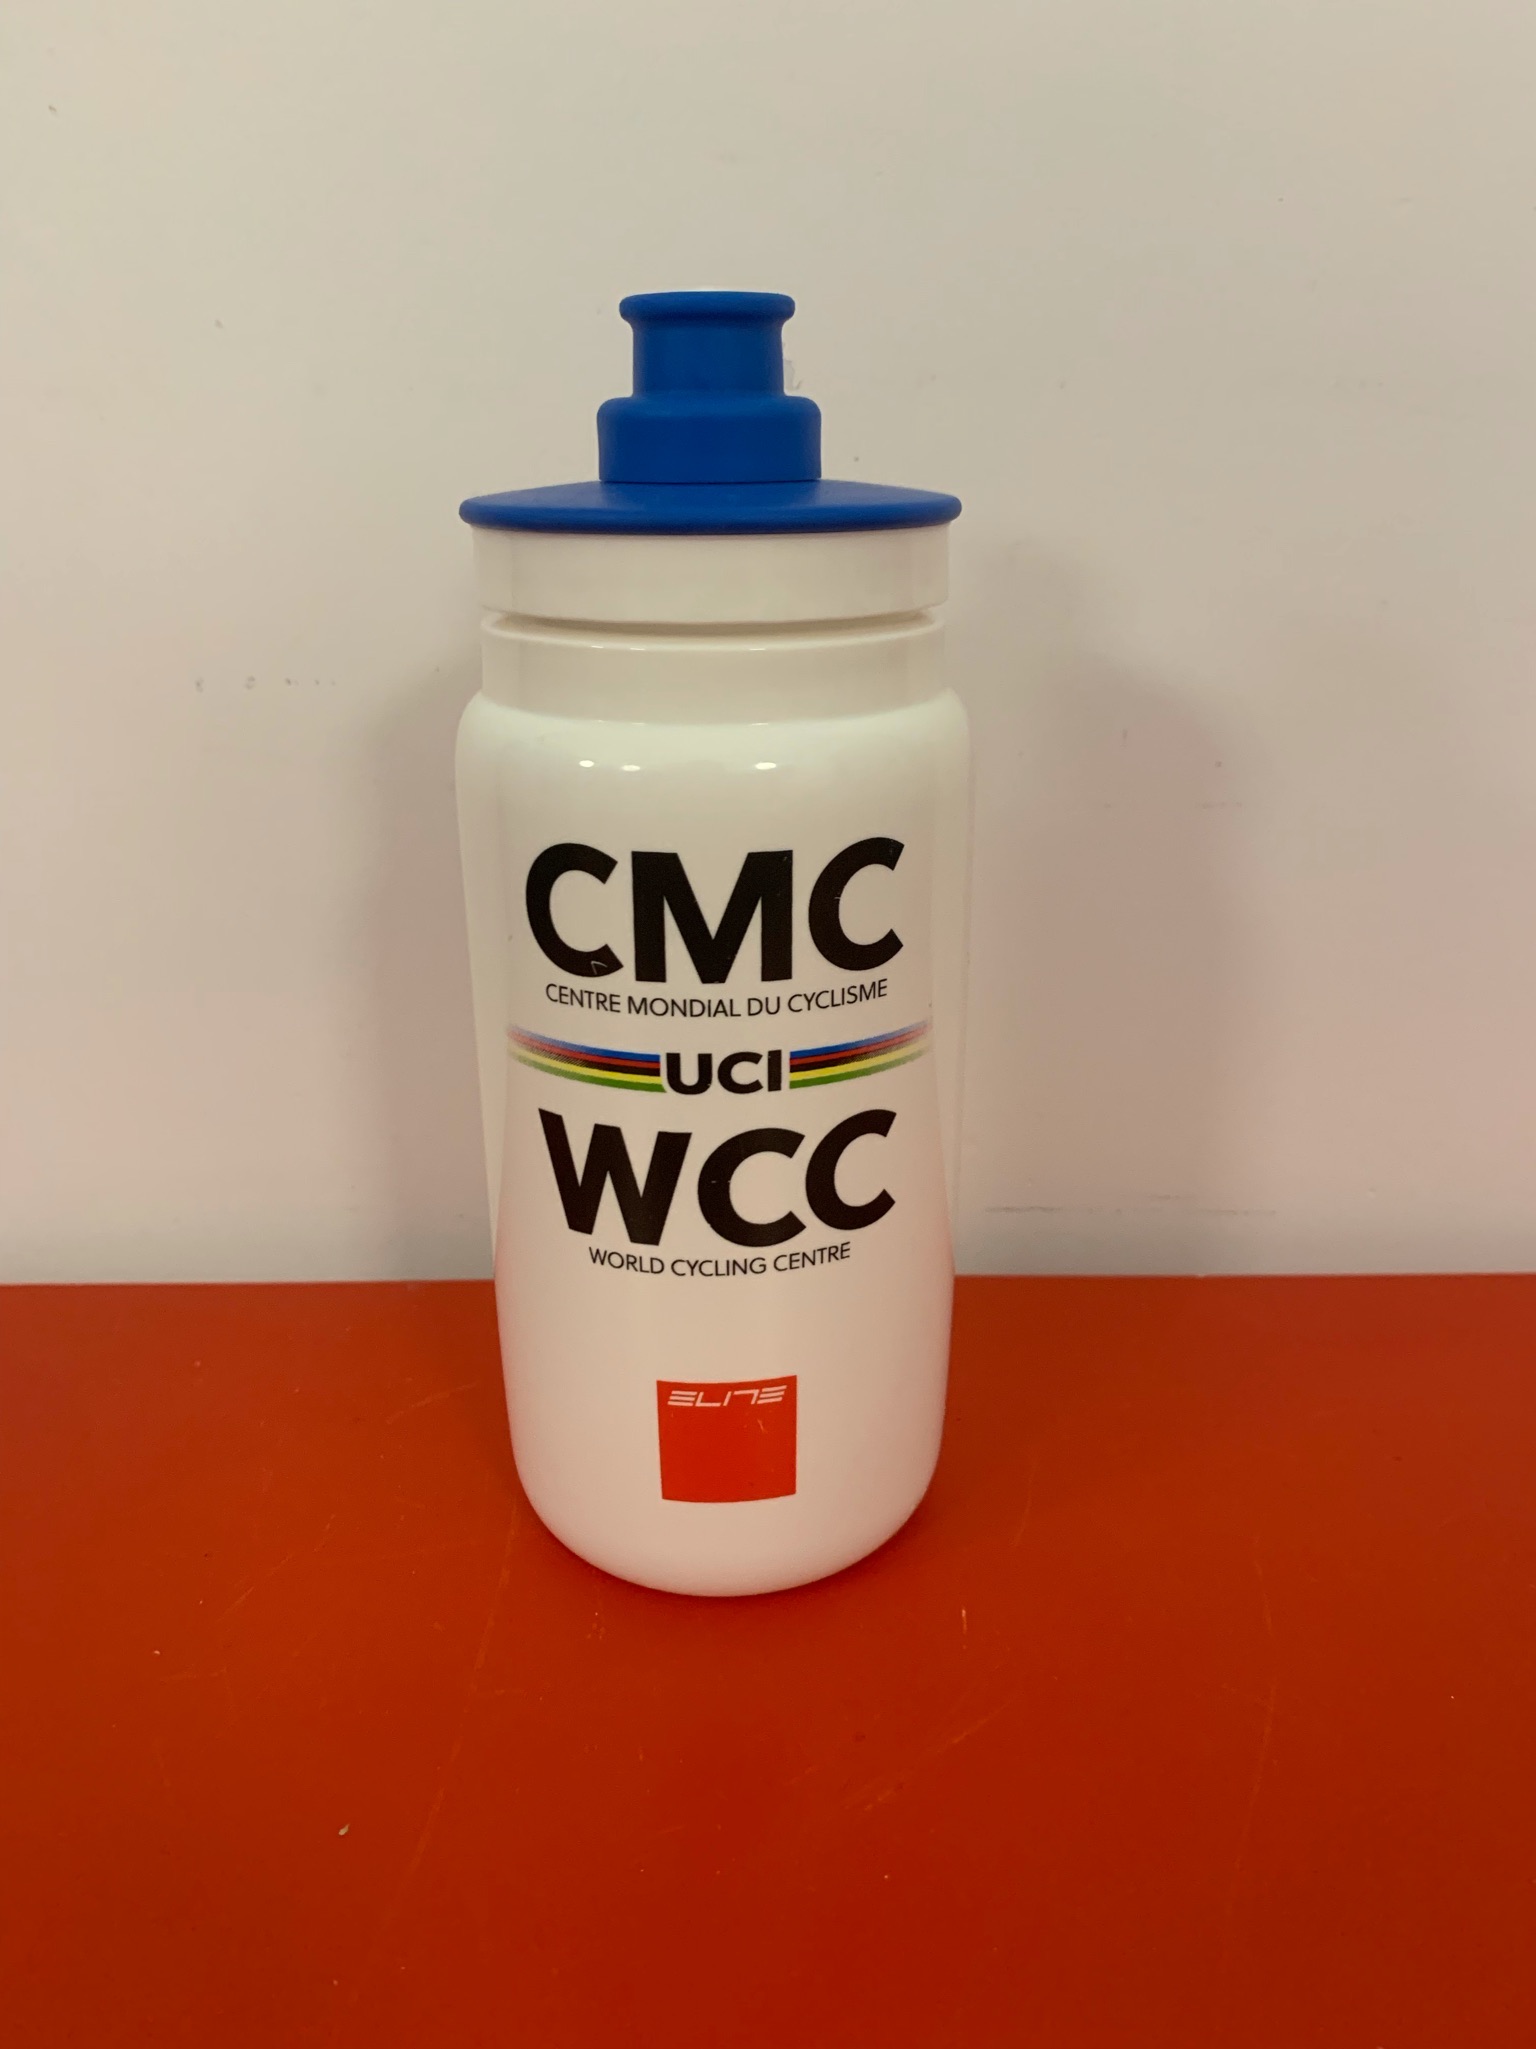 CMC
CENTRE MONDIAL DU CYCLISME
UCI
WCC
WORLD CYCLING CENTRE
ELITE